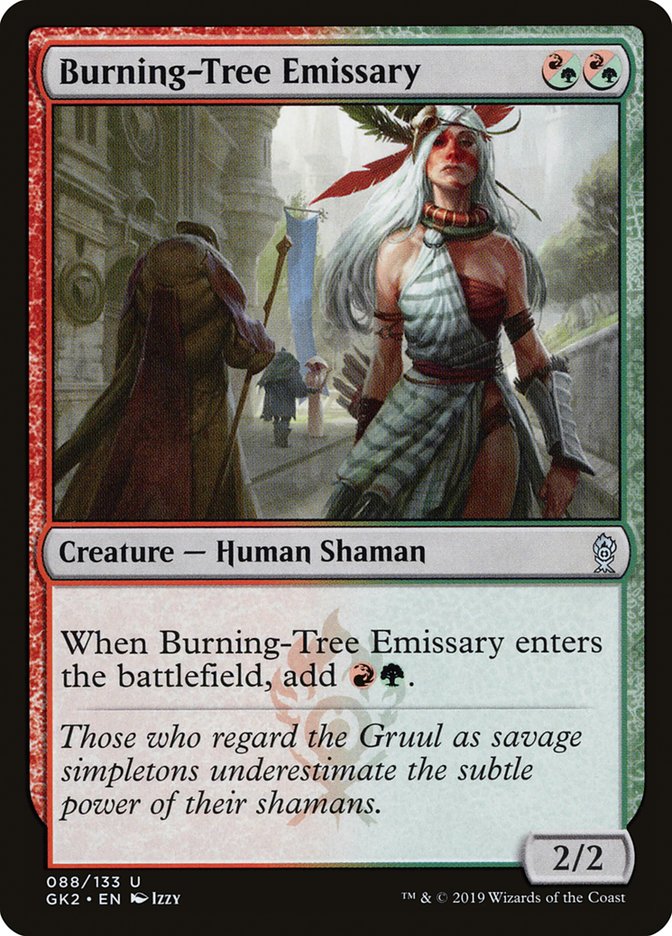 Burning-Tree Emissary
Creature — Human Shaman
When Burning-Tree Emissary enters
the battlefield, add .
Those who regard the Gruul as savage
simpletons underestimate the subtle
power of their shamans.
2/2
088/133 U
GK2 • EN Izzy
™ & © 2019 Wizards of the Coast